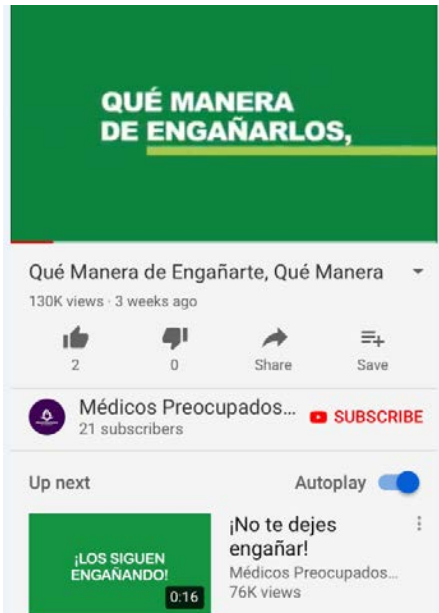 QUÉ MANERA
DE ENGAÑARLOS,
Qué Manera de Engañarte, Qué Manera
130K views · 3 weeks ago
2
0
Share
Save
Médicos Preocupados...
21 subscribers
SUBSCRIBE
Up next
Autoplay
¡LOS SIGUEN
ENGAÑANDO!
0:16
¡No te dejes
engañar!
Médicos Preocupados...
76K views